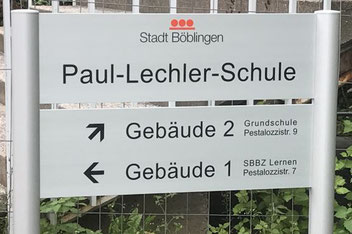 Stadt Böblingen
Paul-Lechler-Schule
Gebäude 2 Grundschule Pestalozzistr. 9
Gebäude 1 SBBZ Lernen Pestalozzistr. 7